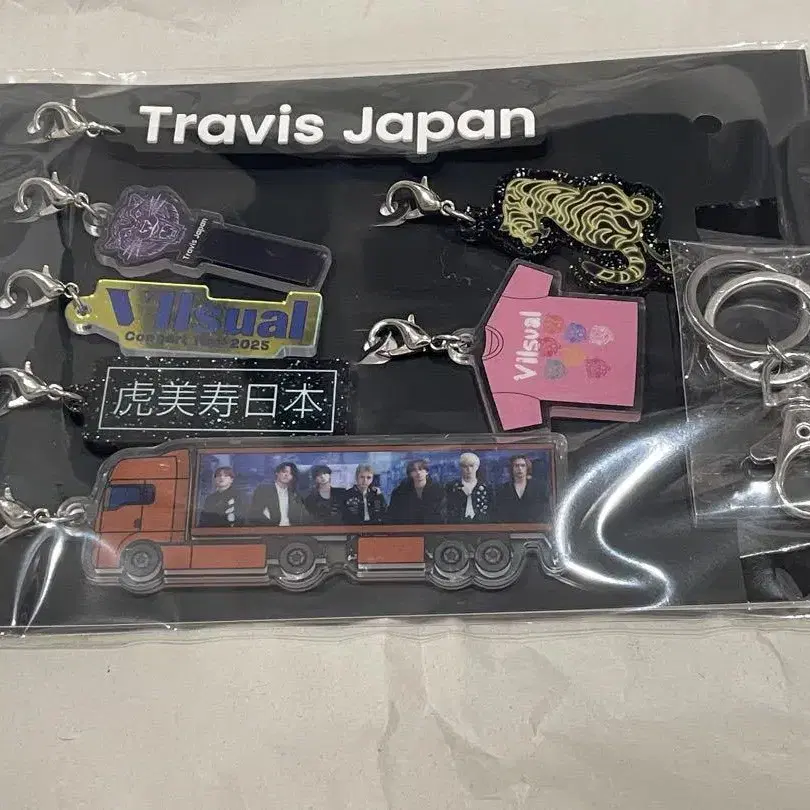 Travis Japan
Travis Japan
VIIsual
Concert Tour 2025
VIIsual
虎美寿日本